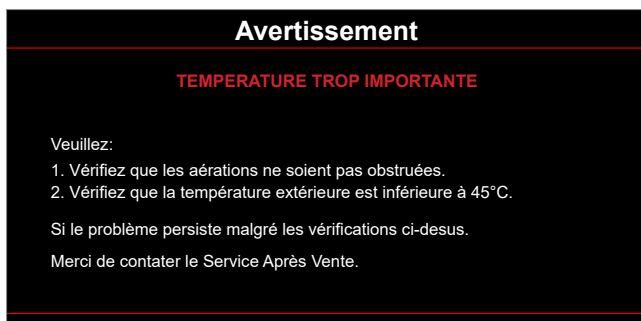 Avertissement
TEMPERATURE TROP IMPORTANTE
Veuillez:
1. Vérifiez que les aérations ne soient pas obstruées.
2. Vérifiez que la température extérieure est inférieure à 45°C.
Si le problème persiste malgré les vérifications ci-desus.
Merci de contater le Service Après Vente.